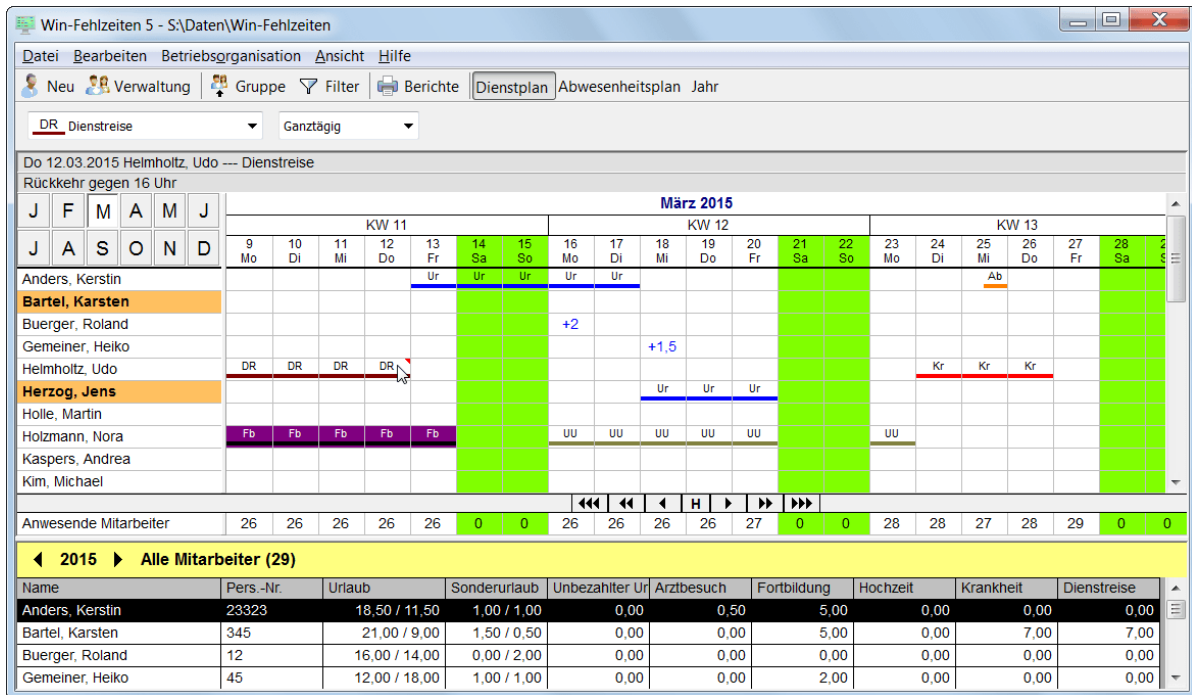 Win-Fehlzeiten 5 - S:\Daten\Win-Fehlzeiten
Datei Bearbeiten Betriebsorganisation Ansicht Hilfe
Neu Verwaltung Gruppe Filter Berichte Dienstplan Abwesenheitsplan Jahr
DR Dienstreise Ganztägig
Do 12.03.2015 Helmholtz, Udo --- Dienstreise
Rückkehr gegen 16 Uhr
J F M A M J März 2015
KW 11 KW 12 KW 13
J A S O N D 9 10 11 12 13 14 15 16 17 18 19 20 21 22 23 24 25 26 27 28
Mo Di Mi Do Fr Sa So Mo Di Mi Do Fr Sa So Mo Di Mi Do Fr Sa
Anders, Kerstin Ur Ur Ur Ur Ur Ab
Bartel, Karsten
Buerger, Roland +2
Gemeiner, Heiko +1,5
Helmholtz, Udo DR DR DR DR Kr Kr Kr
Herzog, Jens Ur Ur Ur
Holle, Martin
Holzmann, Nora Fb Fb Fb Fb Fb UU UU UU UU UU UU
Kaspers, Andrea
Kim, Michael
H
Anwesende Mitarbeiter 26 26 26 26 26 0 0 26 26 26 26 27 0 0 28 28 27 28 29 0 0
2015 Alle Mitarbeiter (29)
Name Pers.-Nr. Urlaub Sonderurlaub Unbezahlter Ur Arztbesuch Fortbildung Hochzeit Krankheit Dienstreise
Anders, Kerstin 23323 18,50 / 11,50 1,00 / 1,00 0,00 0,50 5,00 0,00 0,00 0,00
Bartel, Karsten 345 21,00 / 9,00 1,50 / 0,50 0,00 0,00 5,00 0,00 7,00 7,00
Buerger, Roland 12 16,00 / 14,00 0,00 / 2,00 0,00 0,00 0,00 0,00 0,00 0,00
Gemeiner, Heiko 45 12,00 / 18,00 1,00 / 1,00 0,00 0,00 2,00 0,00 0,00 0,00